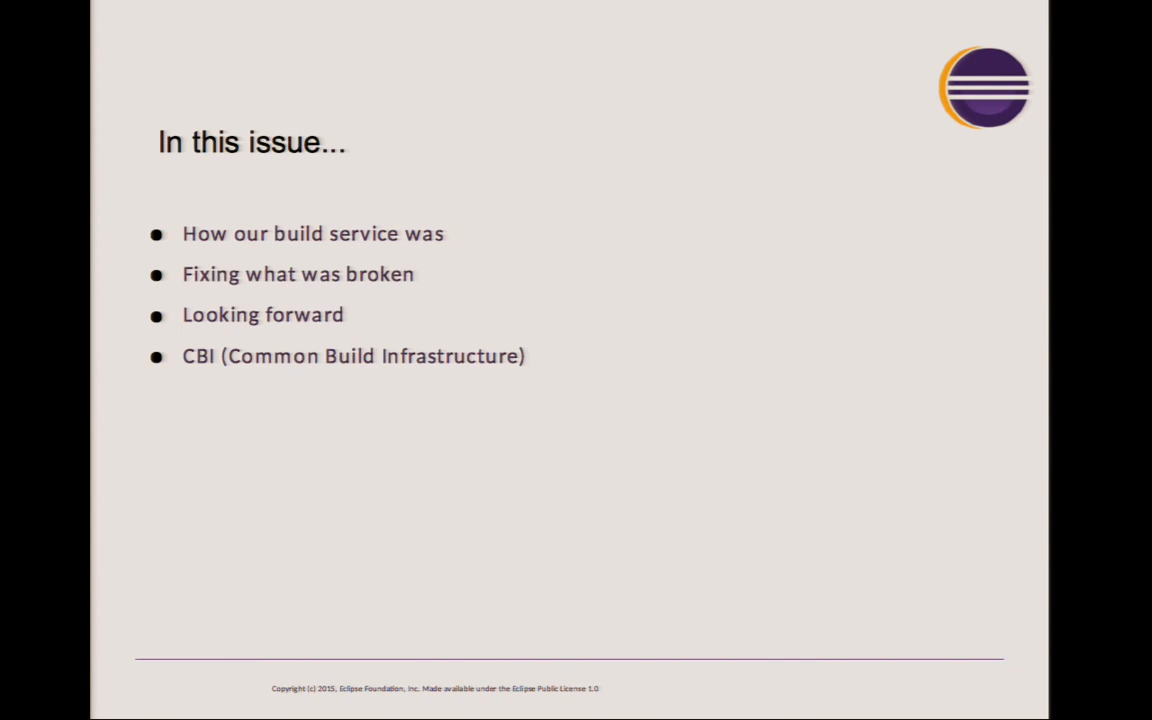 In this issue...
How our build service was
Fixing what was broken
Looking forward
CBI (Common Build Infrastructure)
Copyright (c) 2015, Eclipse Foundation, Inc. Made available under the Eclipse Public License 1.0